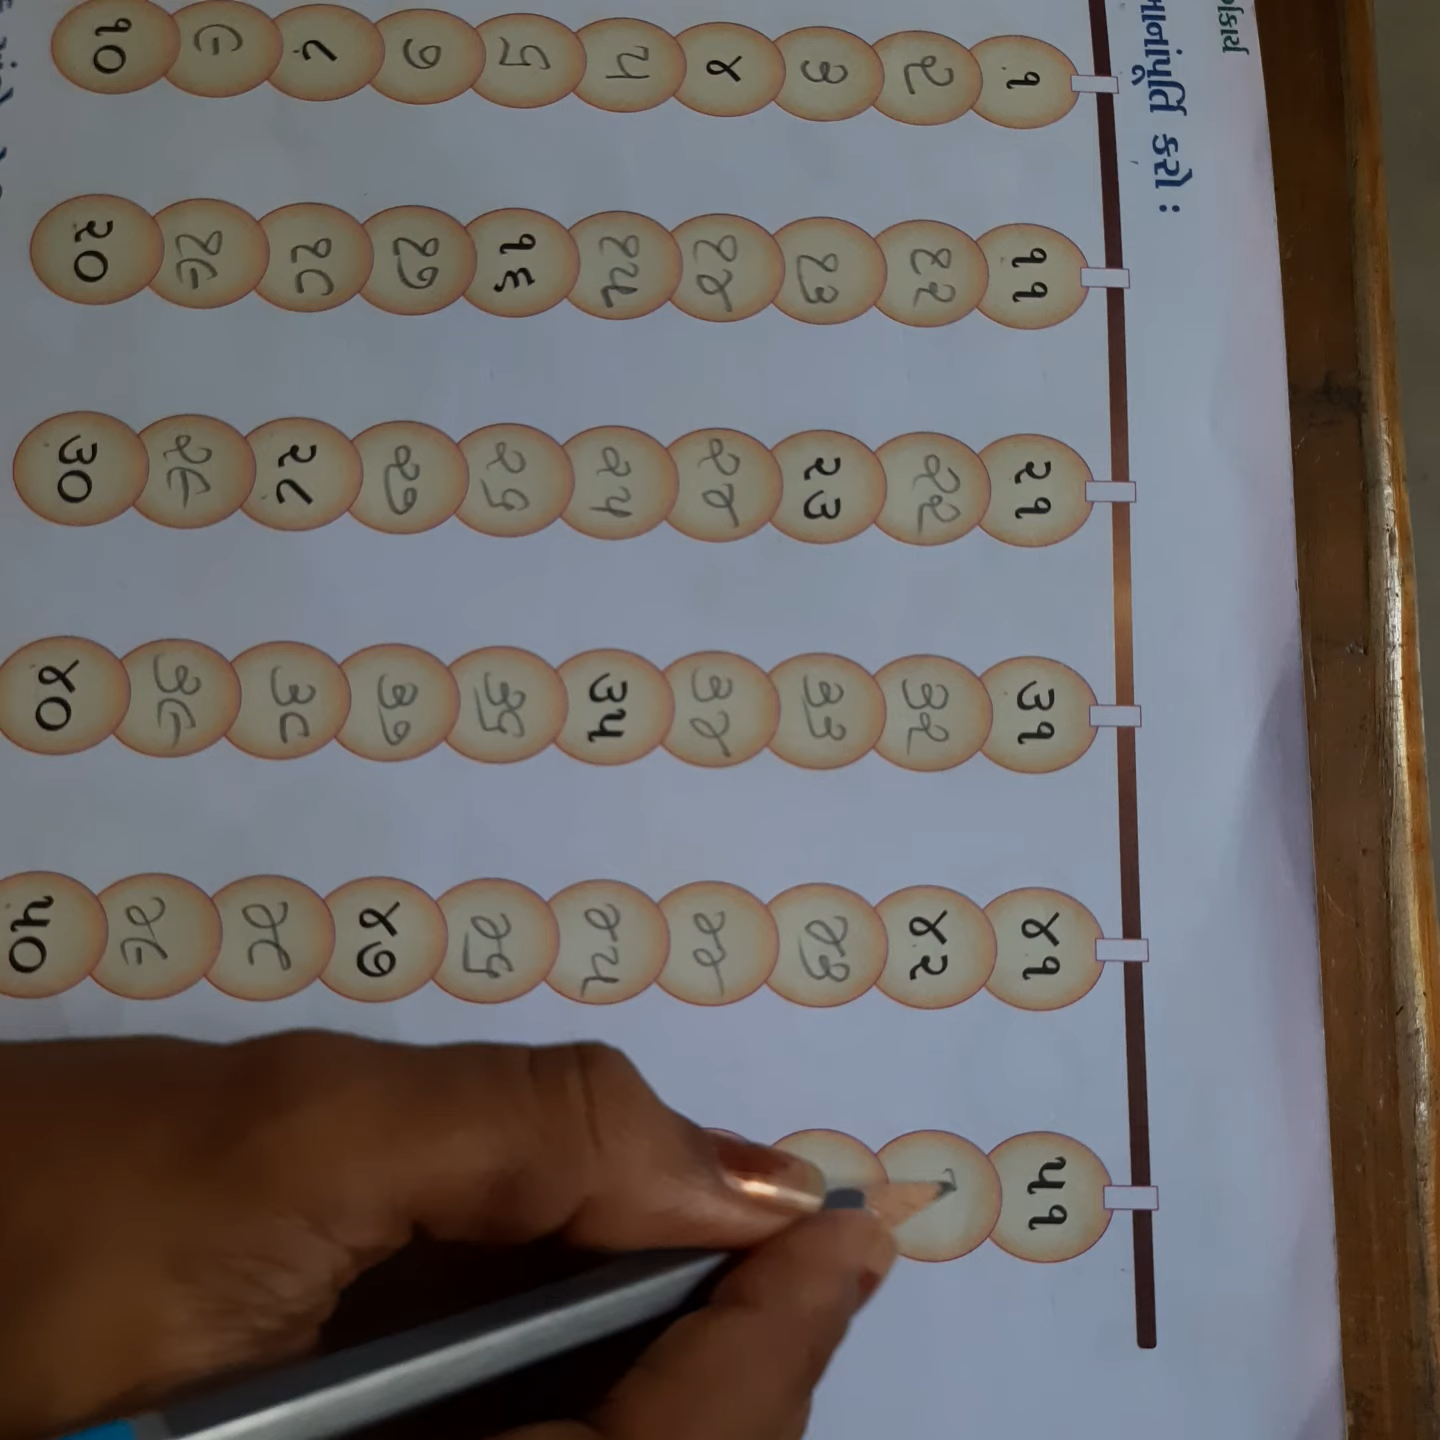 ખાનાંપૂર્તિ કરો :
૧ ૧૧ ૨૧ ૩૧ ૪૧ ૫૧
૨ ૧૨ ૨૨ ૩૨ ૪૨
૩ ૧૩ ૨૩ ૩૩ ૪૩
૪ ૧૪ ૨૪ ૩૪ ૪૪
૫ ૧૫ ૨૫ ૩૫ ૪૫
૬ ૧૬ ૨૬ ૩૬ ૪૬
૭ ૧૭ ૨૭ ૩૭ ૪૭
૮ ૧૮ ૨૮ ૩૮ ૪૮
૯ ૧૯ ૨૯ ૩૯ ૪૯
૧૦ ૨૦ ૩૦ ૪૦ ૫૦